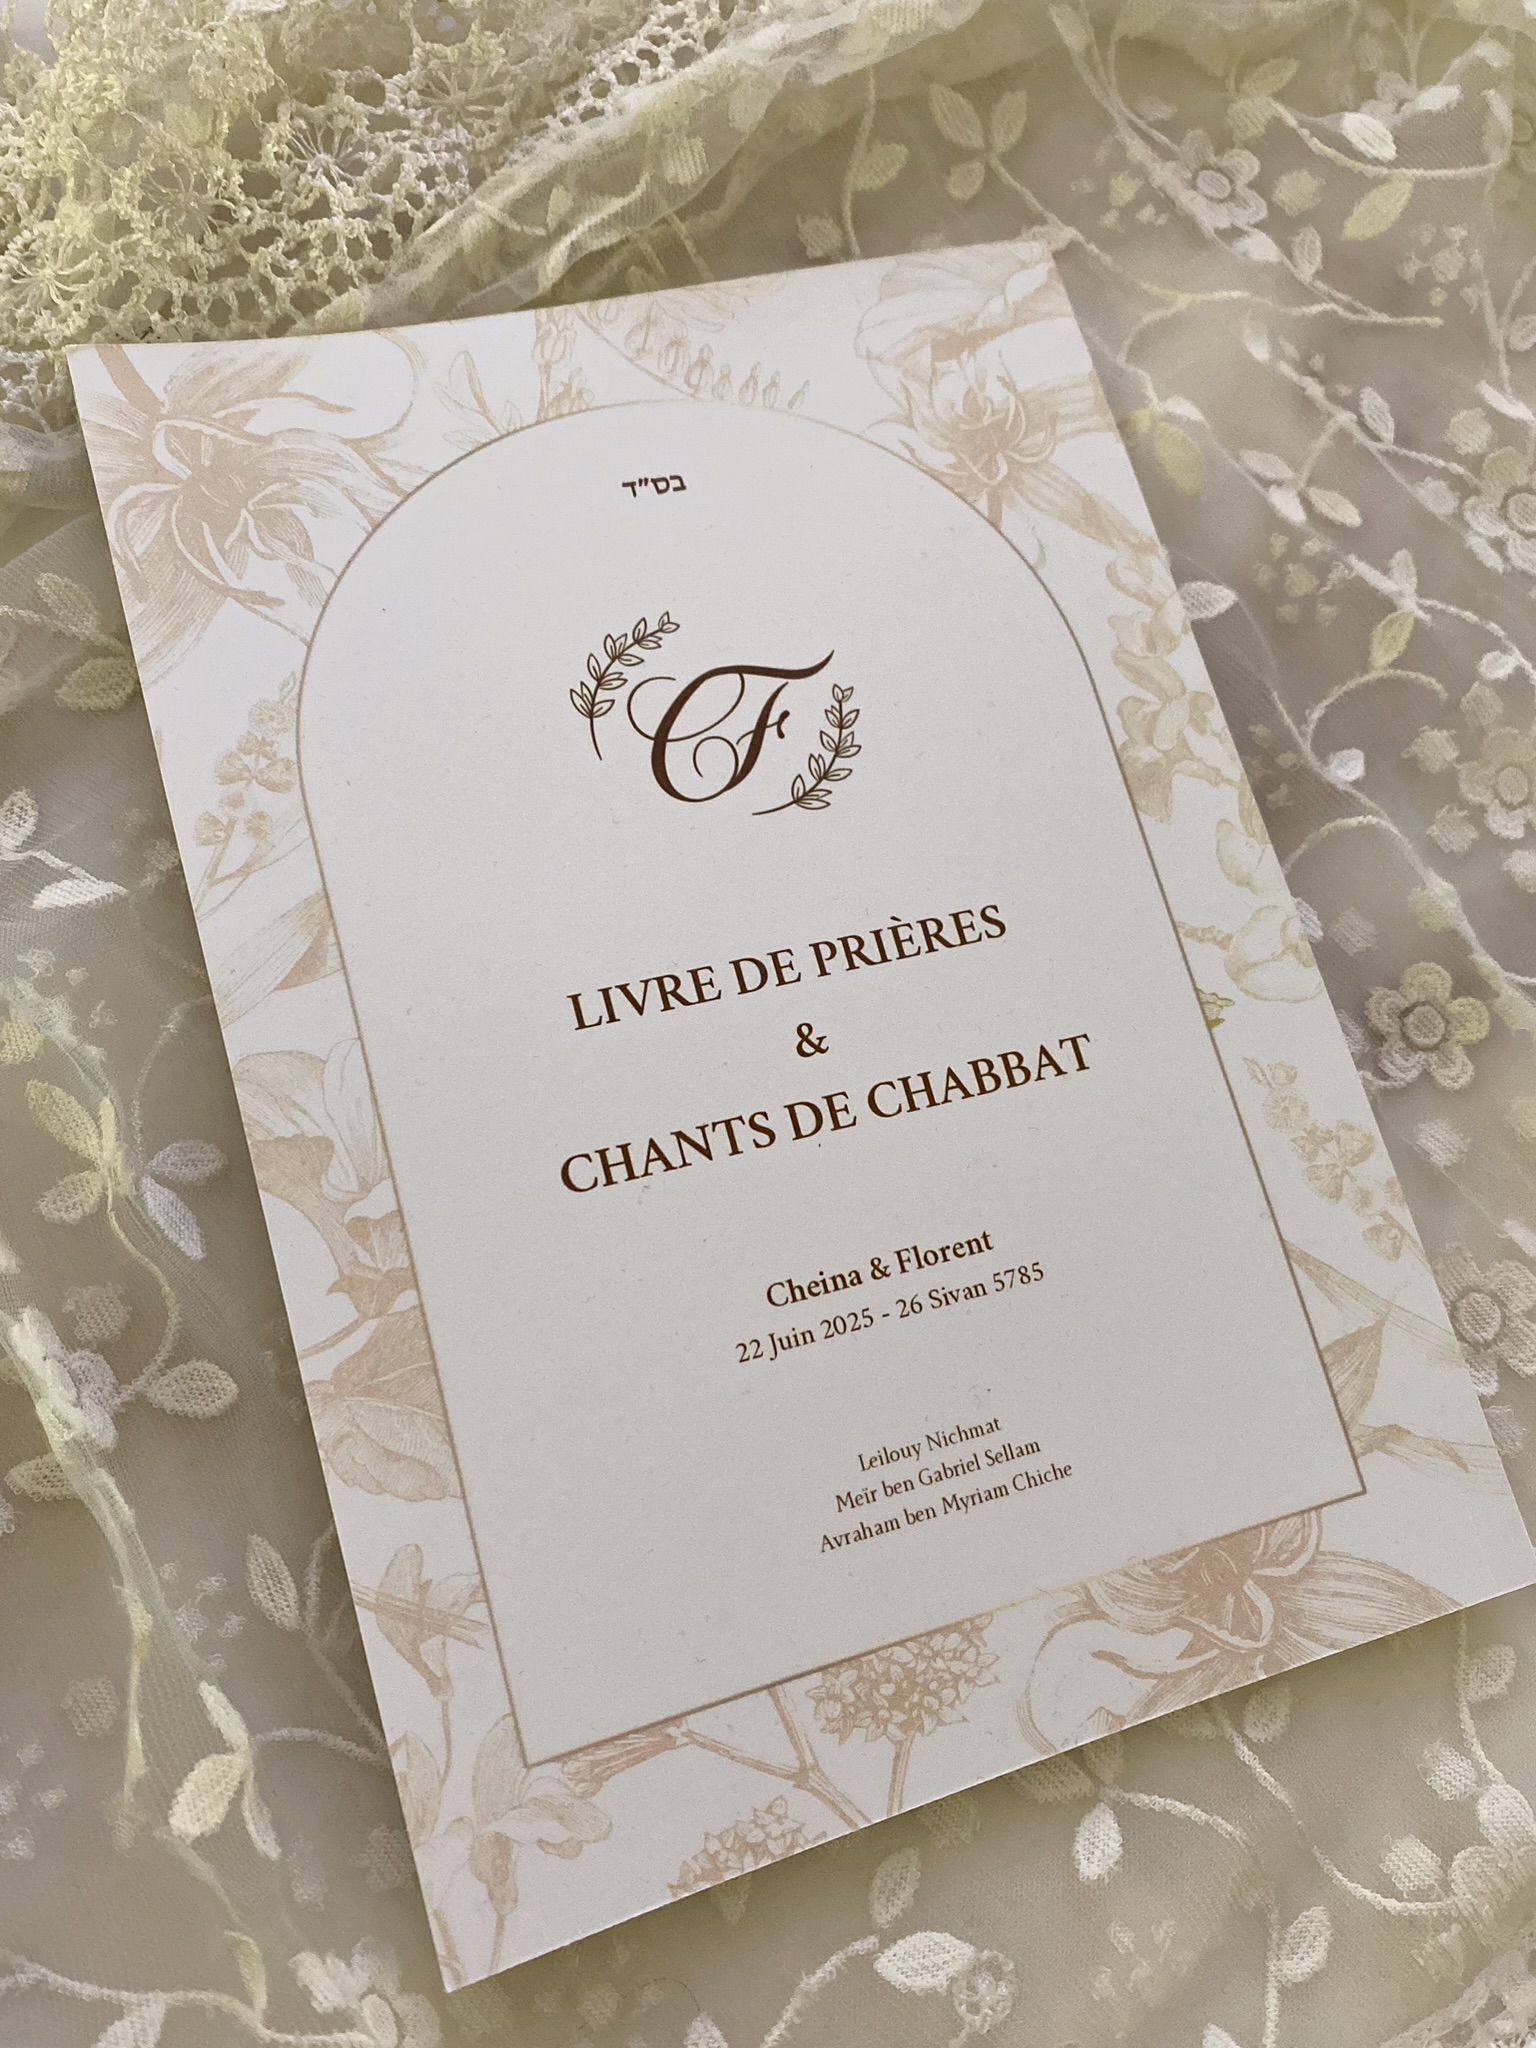 בס"ד
CF
LIVRE DE PRIÈRES
&
CHANTS DE CHABBAT
Cheina & Florent
22 Juin 2025 - 26 Sivan 5785
Leilouy Nichmat
Meïr ben Gabriel Sellam
Avraham ben Myriam Chiche